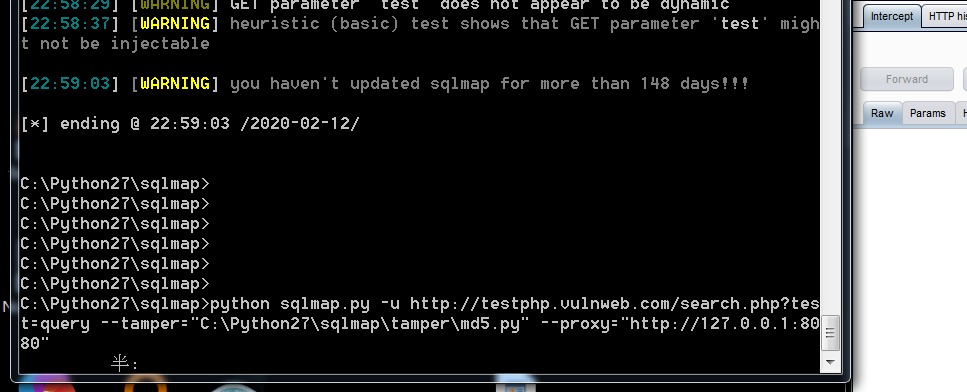 [22:58:29] [WARNING] GET parameter 'test' does not appear to be dynamic
[22:58:37] [WARNING] heuristic (basic) test shows that GET parameter 'test' migh
t not be injectable
[22:59:03] [WARNING] you haven't updated sqlmap for more than 148 days!!!
[*] ending @ 22:59:03 /2020-02-12/
C:\Python27\sqlmap>
C:\Python27\sqlmap>
C:\Python27\sqlmap>
C:\Python27\sqlmap>
C:\Python27\sqlmap>
C:\Python27\sqlmap>
C:\Python27\sqlmap>python sqlmap.py -u http://testphp.vulnweb.com/search.php?tes
t=query --tamper="C:\Python27\sqlmap\tamper\md5.py" --proxy="http://127.0.0.1:80
80"
半:
Intercept
HTTP his
Forward
Raw
Params